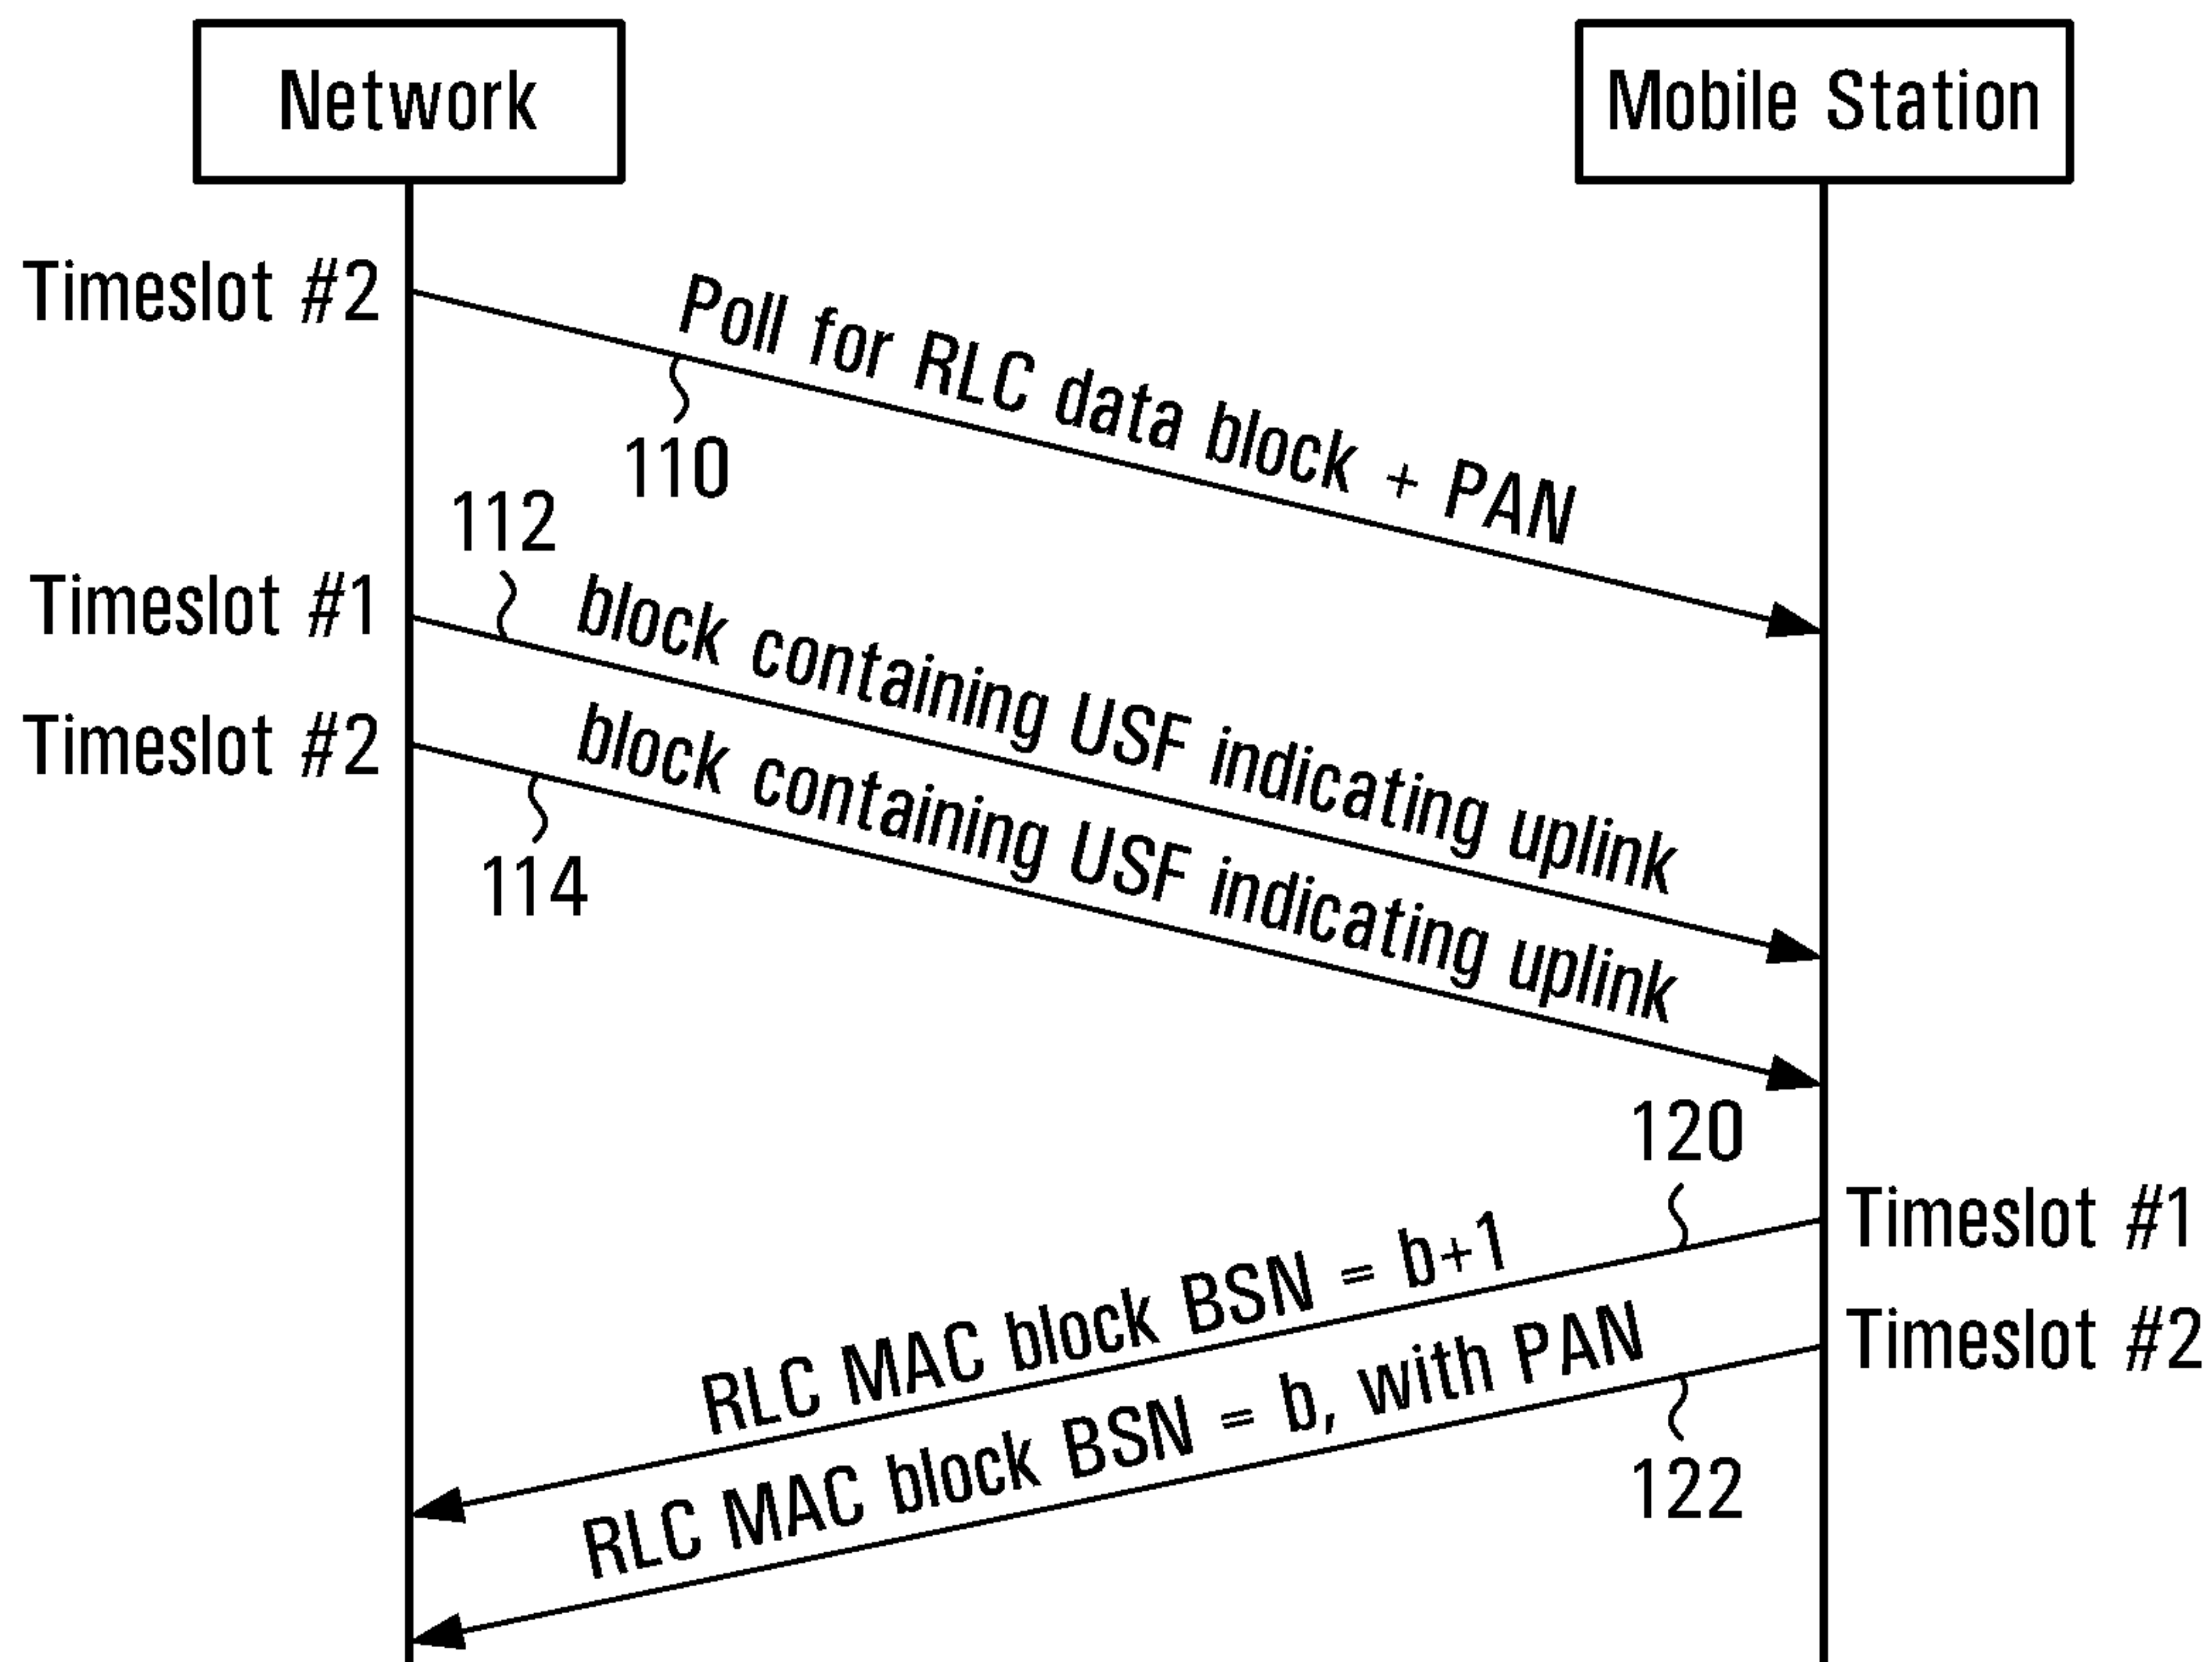 Network
Mobile Station
Timeslot #2
Poll for RLC data block + PAN
110
112
Timeslot #1
block containing USF indicating uplink
Timeslot #2
block containing USF indicating uplink
114
120
Timeslot #1
RLC MAC block BSN = b+1
Timeslot #2
RLC MAC block BSN = b, with PAN
122